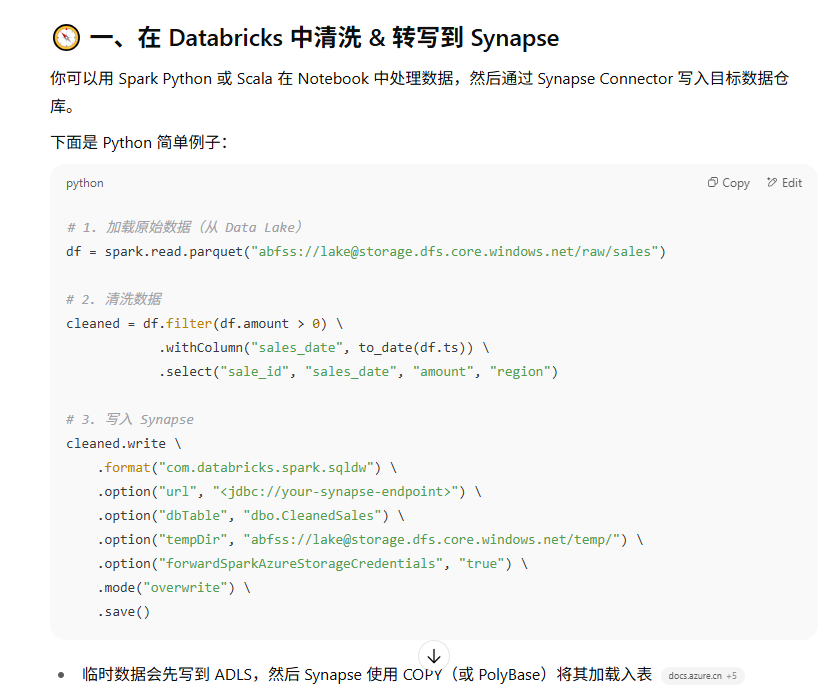 一、在 Databricks 中清洗 & 转写到 Synapse
你可以用 Spark Python 或 Scala 在 Notebook 中处理数据，然后通过 Synapse Connector 写入目标数据仓
库。
下面是 Python 简单例子：
python Copy Edit
# 1. 加载原始数据（从 Data Lake）
df = spark.read.parquet("abfss://lake@storage.dfs.core.windows.net/raw/sales")
# 2. 清洗数据
cleaned = df.filter(df.amount > 0) \
.withColumn("sales_date", to_date(df.ts)) \
.select("sale_id", "sales_date", "amount", "region")
# 3. 写入 Synapse
cleaned.write \
.format("com.databricks.spark.sqldw") \
.option("url", "<jdbc://your-synapse-endpoint>") \
.option("dbTable", "dbo.CleanedSales") \
.option("tempDir", "abfss://lake@storage.dfs.core.windows.net/temp/") \
.option("forwardSparkAzureStorageCredentials", "true") \
.mode("overwrite") \
.save()
临时数据会先写到 ADLS，然后 Synapse 使用 COPY（或 PolyBase）将其加载入表 docs.azure.cn +5